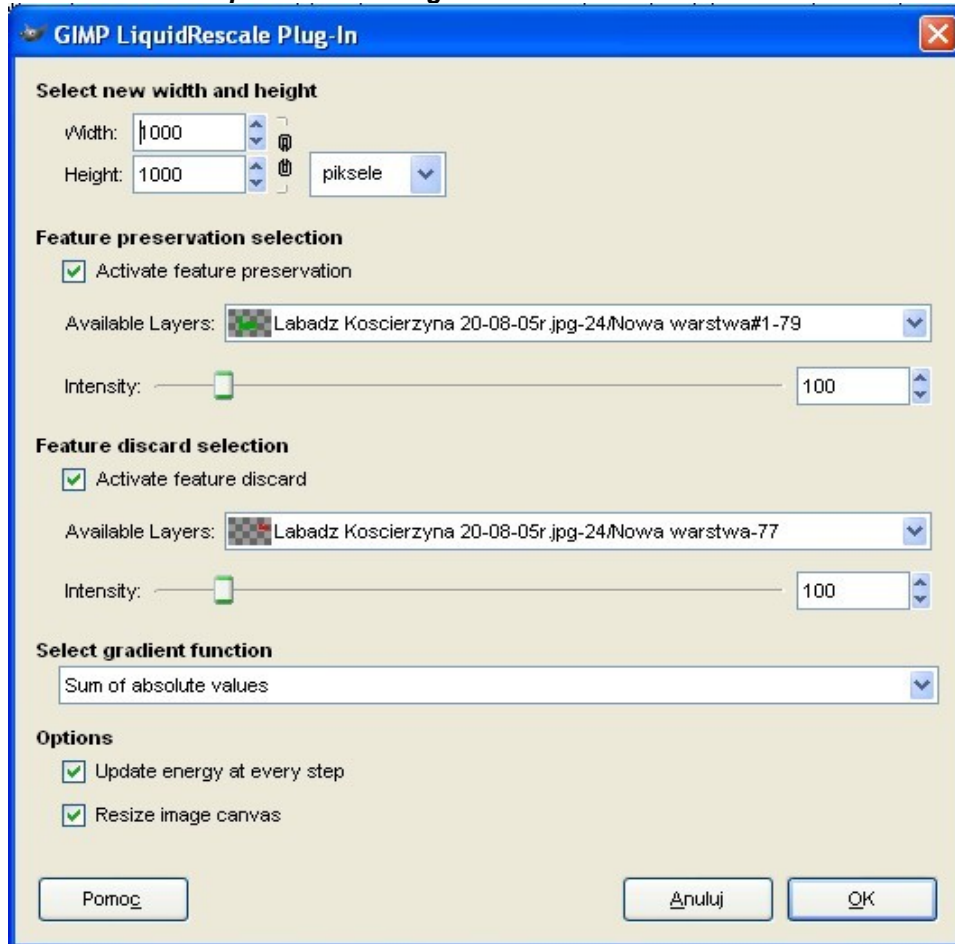 GIMP LiquidRescale Plug-In
Select new width and height
Width: 1000
Height: 1000 piksele
Feature preservation selection
Activate feature preservation
Available Layers: Labadz Koscierzyna 20-08-05r.jpg-24/Nowa warstwa#1-79
Intensity: 100
Feature discard selection
Activate feature discard
Available Layers: Labadz Koscierzyna 20-08-05r.jpg-24/Nowa warstwa-77
Intensity: 100
Select gradient function
Sum of absolute values
Options
Update energy at every step
Resize image canvas
Pomoc Anuluj OK